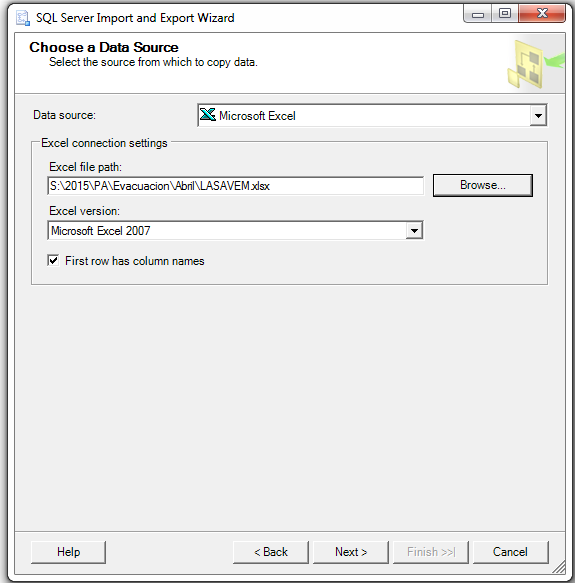 SQL Server Import and Export Wizard
Choose a Data Source
Select the source from which to copy data.
Data source:
Microsoft Excel
Excel connection settings
Excel file path:
S:\2015\PA\Evacuacion\Abril\LASAVEM.xlsx
Browse...
Excel version:
Microsoft Excel 2007
First row has column names
Help
< Back
Next >
Finish >>|
Cancel